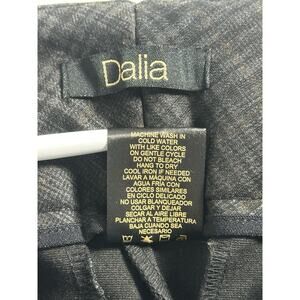 Dalia
MACHINE WASH IN
COLD WATER
WITH LIKE COLORS
ON GENTLE CYCLE
DO NOT BLEACH
HANG TO DRY
COOL IRON IF NEEDED
LAVAR A MAQUINA CON
AGUA FRIA CON
COLORES SIMILARES
EN CICLO DELICADO
NO USAR BLANQUEADOR
COLGAR Y DEJAR
SECAR AL AIRE LIBRE
PLANCHAR A TEMPERATURA
BAJA CUANDO SEA
NECESARIO